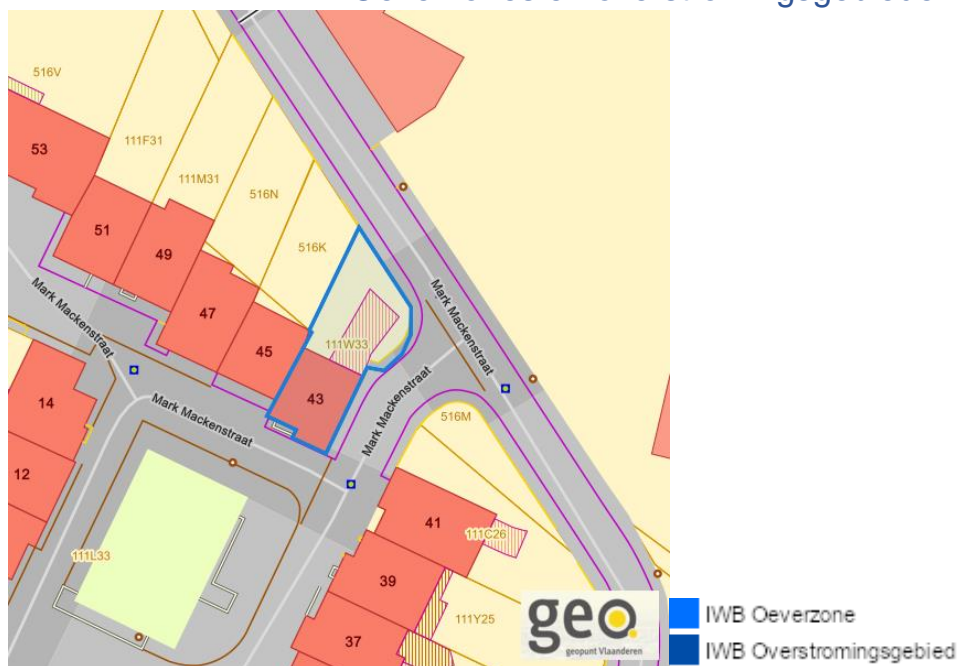 516V
53
111F31
111M31
516N
51
49
516K
47
Mark Mackenstraat
Mark Mackenstraat
111W33
45
43
Mark Mackenstraat
Mark Mackenstraat
14
516M
12
41
111C26
111L33
39
111Y25
37
geo.
geopunt Vlaanderen
IWB Oeverzone
IWB Overstromingsgebied